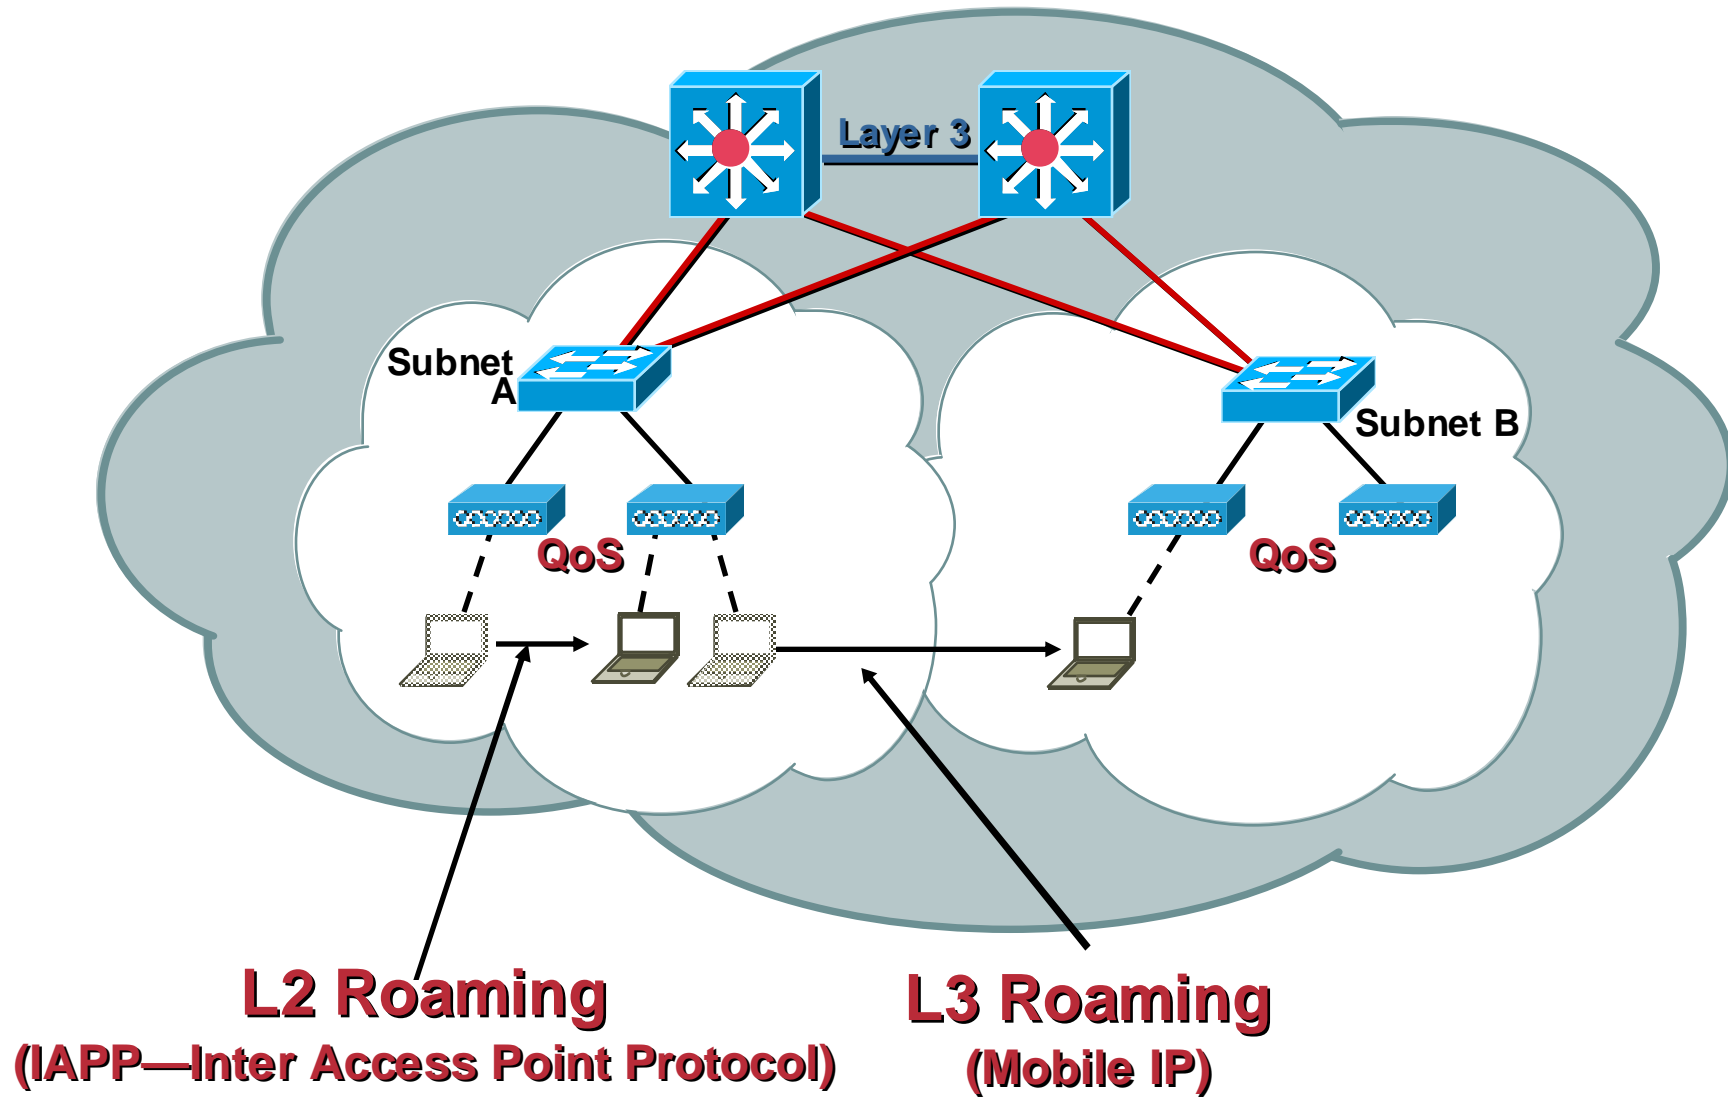 Layer 3
Subnet
A
Subnet B
QoS
QoS
L2 Roaming
(IAPP—Inter Access Point Protocol)
L3 Roaming
(Mobile IP)